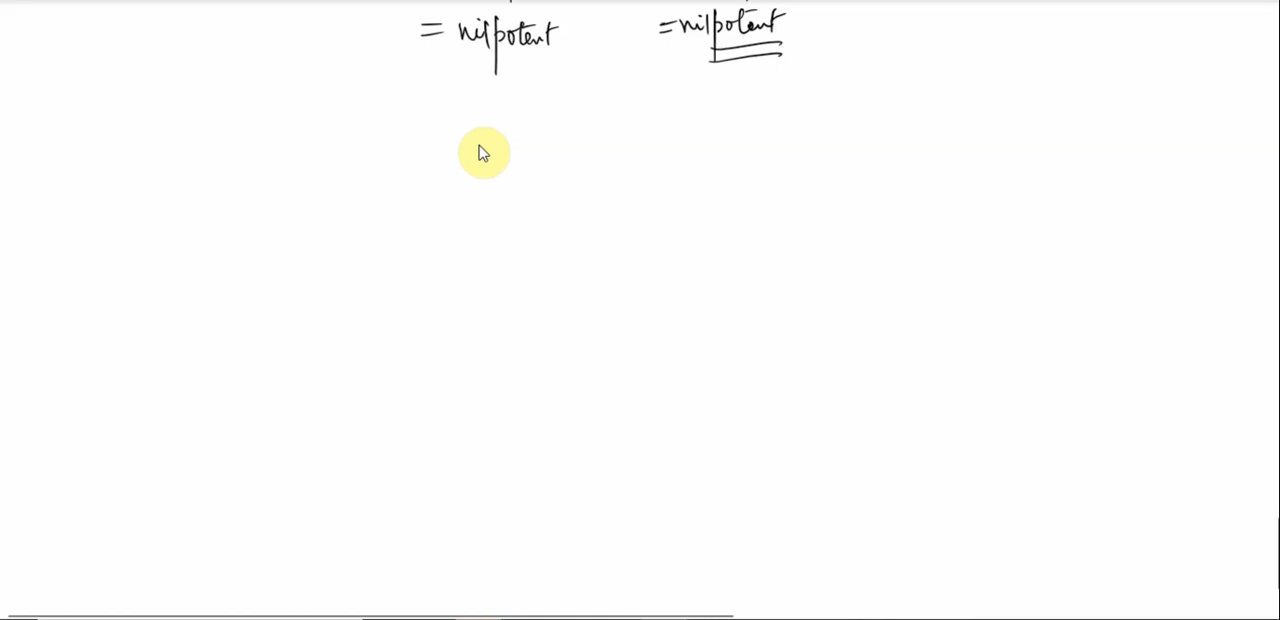 = nilpotent = nilpotent